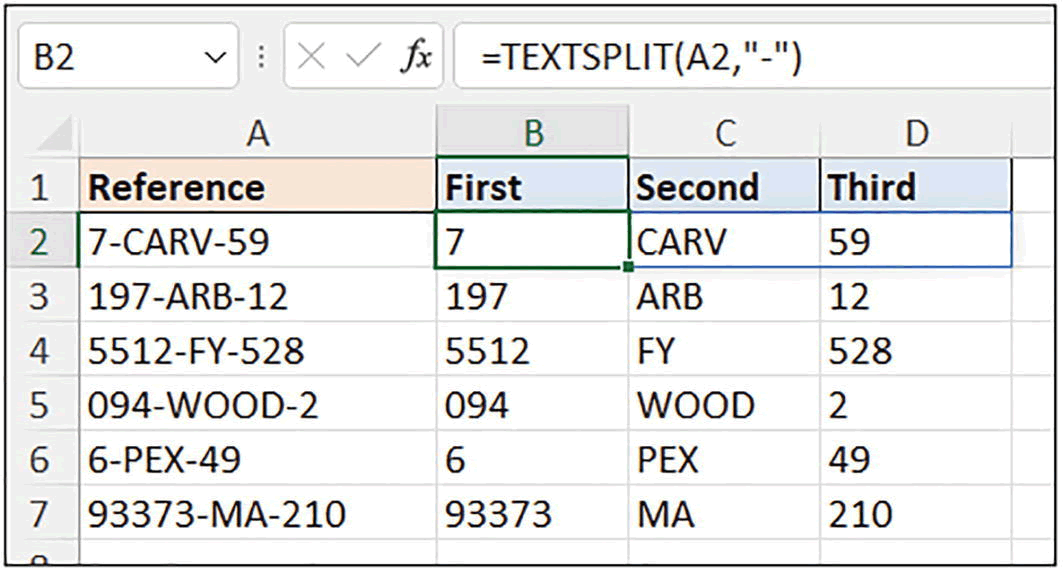 B2 fx =TEXTSPLIT(A2,"-")
A B C D
1 Reference First Second Third
2 7-CARV-59 7 CARV 59
3 197-ARB-12 197 ARB 12
4 5512-FY-528 5512 FY 528
5 094-WOOD-2 094 WOOD 2
6 6-PEX-49 6 PEX 49
7 93373-MA-210 93373 MA 210